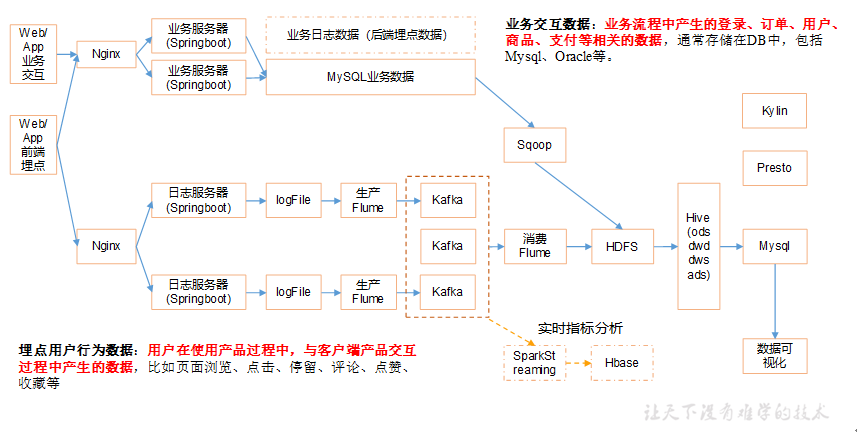 Web/
App
业务
交互
Nginx
业务服务器
(Springboot)
业务服务器
(Springboot)
业务日志数据（后端埋点数据）
MySQL业务数据
业务交互数据：业务流程中产生的登录、订单、用户、
商品、支付等相关的数据，通常存储在DB中，包括
Mysql、Oracle等。
Web/
App
前端
埋点
Sqoop
Kylin
Presto
Nginx
日志服务器
(Springboot)
logFile
生产
Flume
Kafka
Kafka
消费
Flume
HDFS
Hive
(ods
dwd
dws
ads)
Mysql
日志服务器
(Springboot)
logFile
生产
Flume
Kafka
实时指标分析
SparkSt
reaming
Hbase
数据可
视化
埋点用户行为数据：用户在使用产品过程中，与客户端产品交互
过程中产生的数据，比如页面浏览、点击、停留、评论、点赞、
收藏等
让天下没有难学的技术